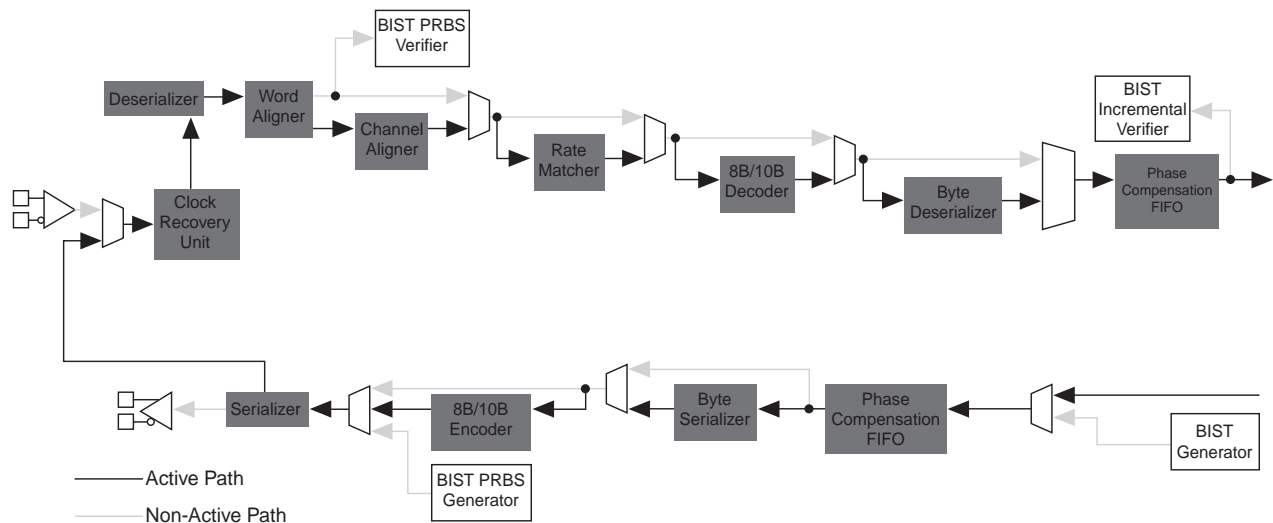 BIST PRBS
Verifier
Deserializer
Word
Aligner
Channel
Aligner
Rate
Matcher
8B/10B
Decoder
Byte
Deserializer
BIST
Incremental
Verifier
Phase
Compensation
FIFO
Clock
Recovery
Unit
Serializer
8B/10B
Encoder
BIST PRBS
Generator
Byte
Serializer
Phase
Compensation
FIFO
BIST
Generator
Active Path
Non-Active Path